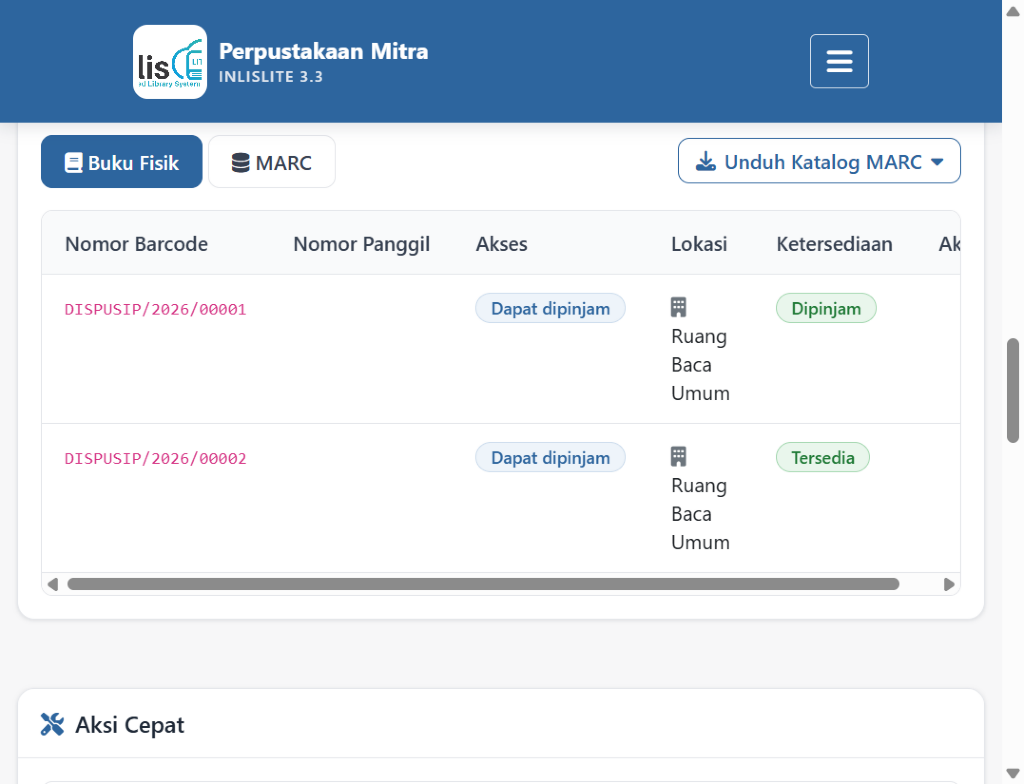 lis
LIT
ed Library System
Perpustakaan Mitra
INLISLITE 3.3
Buku Fisik
MARC
Unduh Katalog MARC
Nomor Barcode Nomor Panggil Akses Lokasi Ketersediaan Ak
DISPUSIP/2026/00001 Dapat dipinjam Dipinjam
Ruang
Baca
Umum
DISPUSIP/2026/00002 Dapat dipinjam Tersedia
Ruang
Baca
Umum
Aksi Cepat